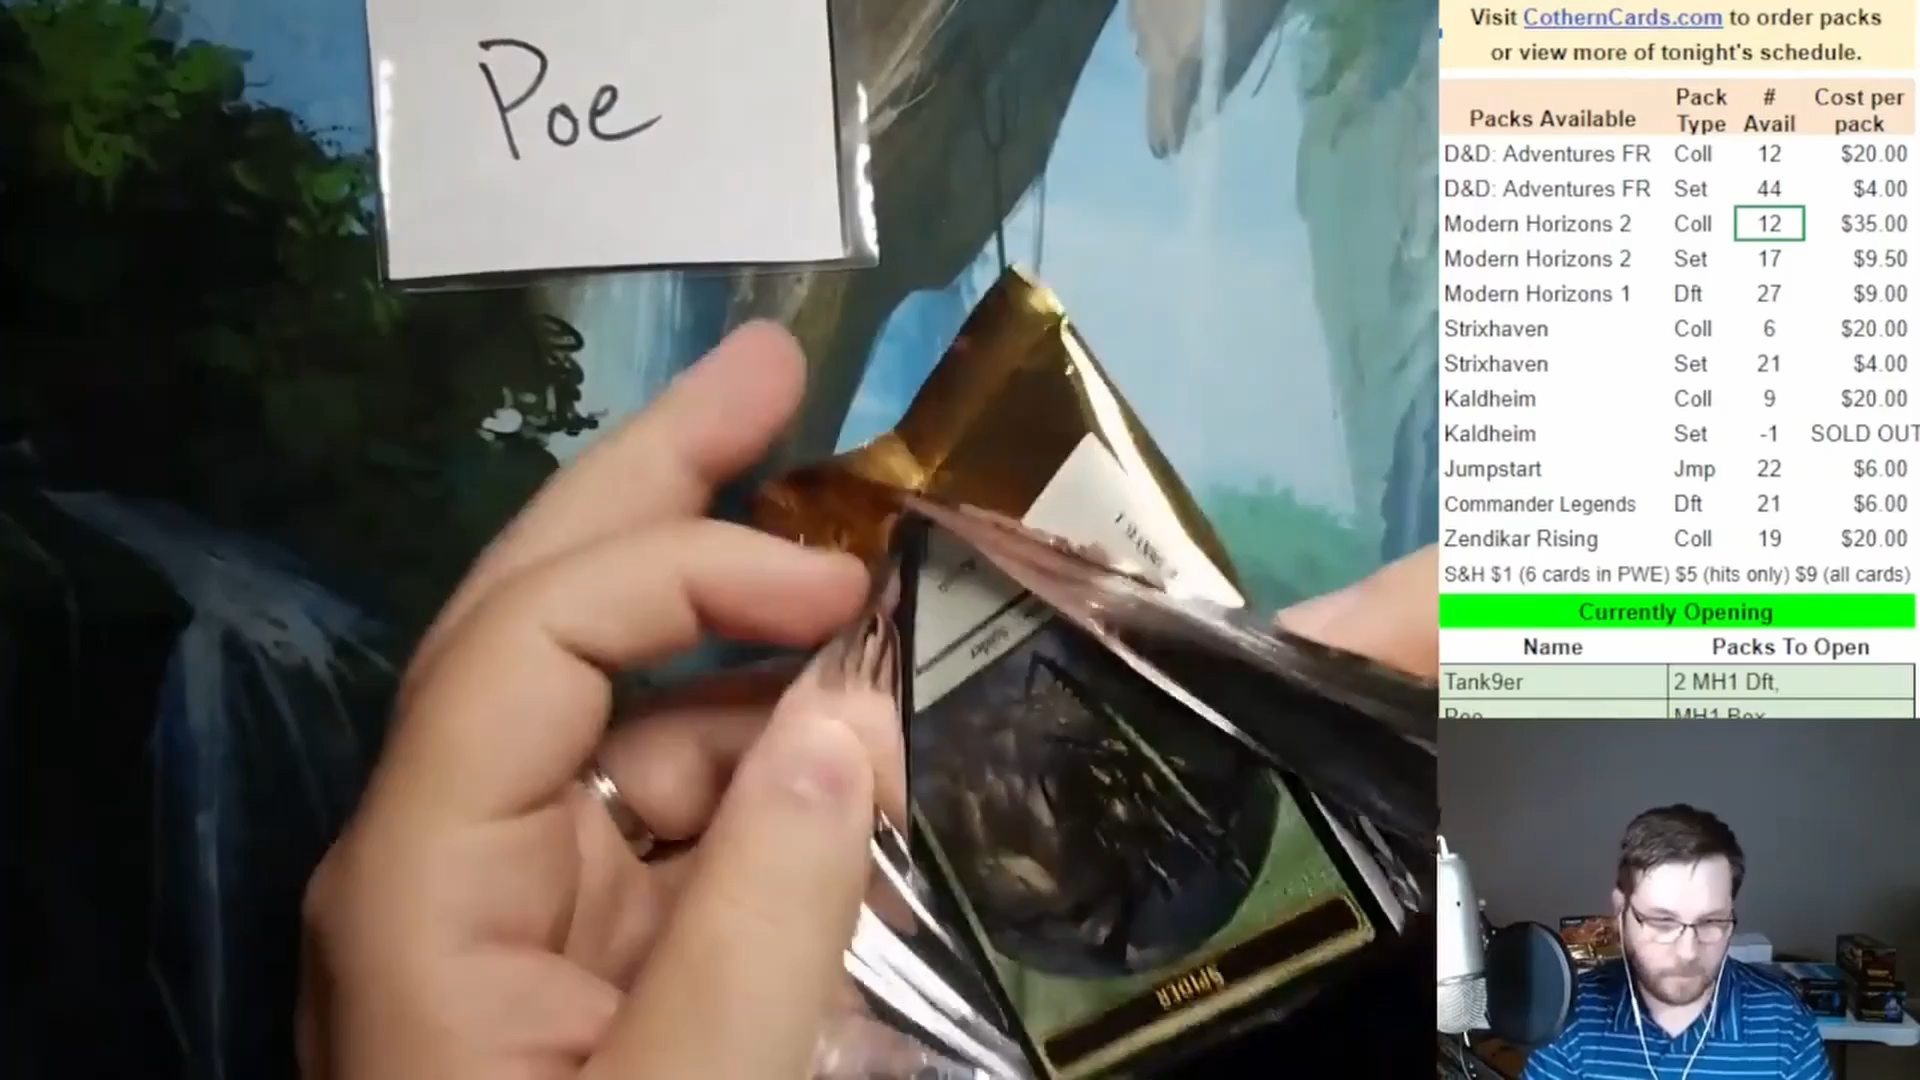 Poe
SPIDER
Visit CothernCards.com to order packs
or view more of tonight's schedule.
Packs Available Pack Type # Avail Cost per pack
D&D: Adventures FR Coll 12 $20.00
D&D: Adventures FR Set 44 $4.00
Modern Horizons 2 Coll 12 $35.00
Modern Horizons 2 Set 17 $9.50
Modern Horizons 1 Dft 27 $9.00
Strixhaven Coll 6 $20.00
Strixhaven Set 21 $4.00
Kaldheim Coll 9 $20.00
Kaldheim Set -1 SOLD OUT
Jumpstart Jmp 22 $6.00
Commander Legends Dft 21 $6.00
Zendikar Rising Coll 19 $20.00
S&H $1 (6 cards in PWE) $5 (hits only) $9 (all cards)
Currently Opening
Name Packs To Open
Tank9er 2 MH1 Dft,
Poe MH1 Box